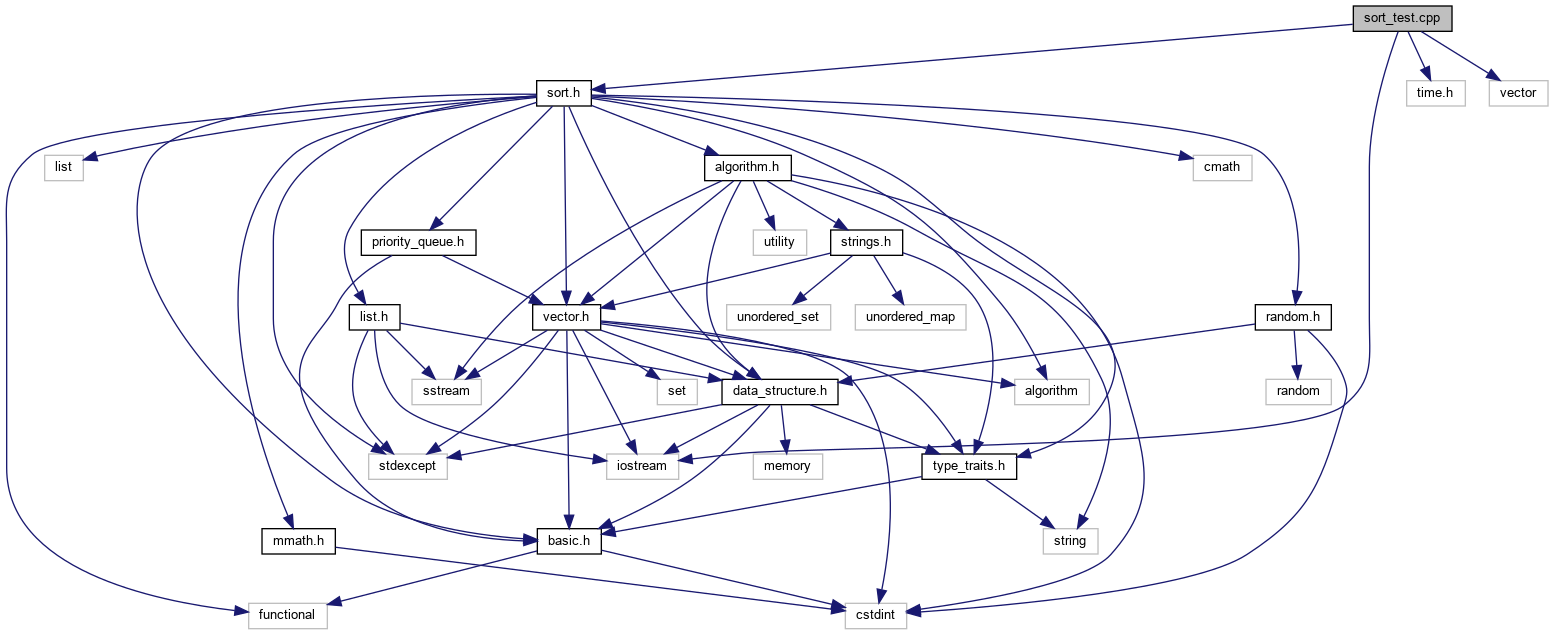 sort_test.cpp
sort.h
time.h
vector
list
algorithm.h
cmath
priority_queue.h
utility
strings.h
list.h
vector.h
unordered_set
unordered_map
random.h
sstream
set
data_structure.h
algorithm
random
stdexcept
iostream
memory
type_traits.h
mmath.h
basic.h
string
functional
cstdint